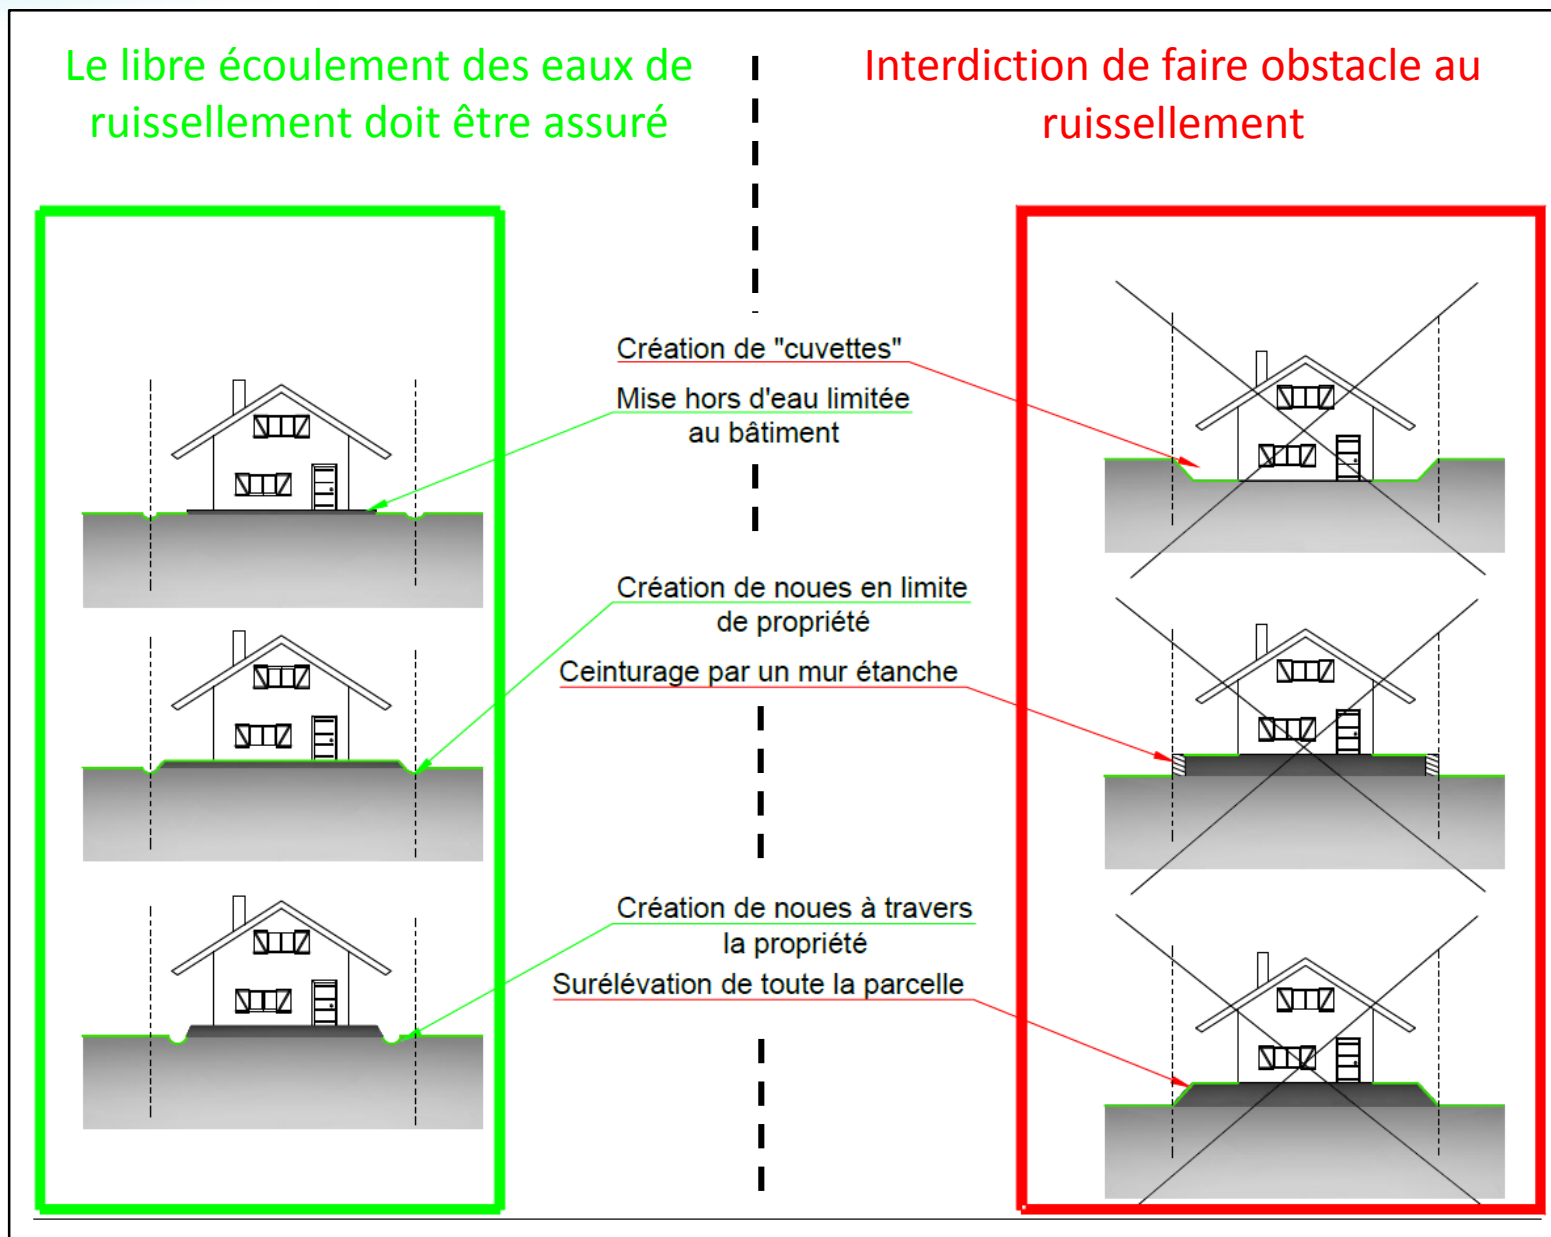 Le libre écoulement des eaux de
ruissellement doit être assuré
Interdiction de faire obstacle au
ruissellement
Création de "cuvettes"
Mise hors d'eau limitée
au bâtiment
Création de noues en limite
de propriété
Ceinturage par un mur étanche
Création de noues à travers
la propriété
Surélévation de toute la parcelle